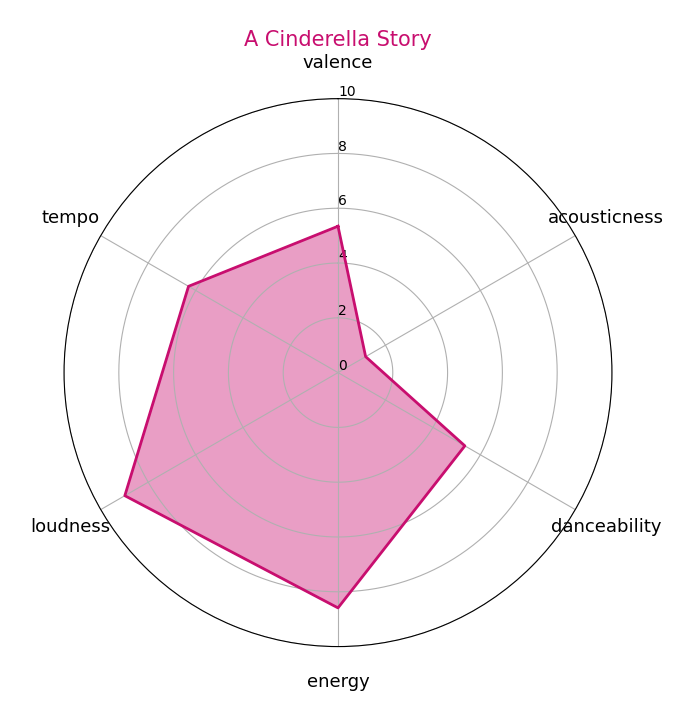 A Cinderella Story
valence
10
8
6
4
2
0
tempo
acousticness
loudness
danceability
energy